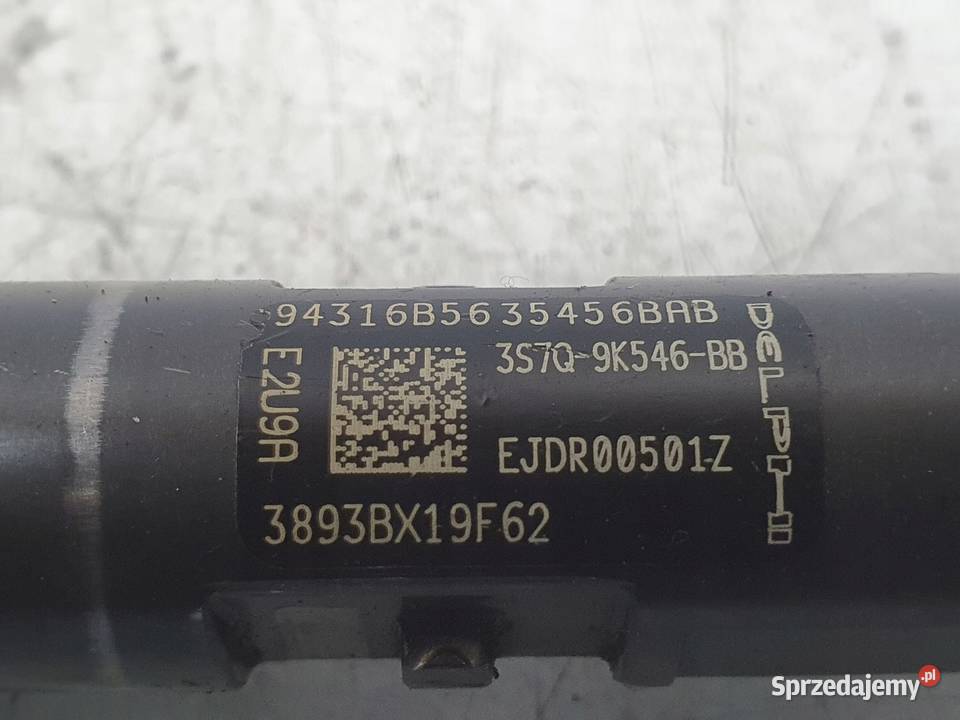 94316B5635456BAB
3S7Q-9K546-BB
E2U9A
EJDR00501Z
3893BX19F62
DELPHI
Sprzedajemy.pl